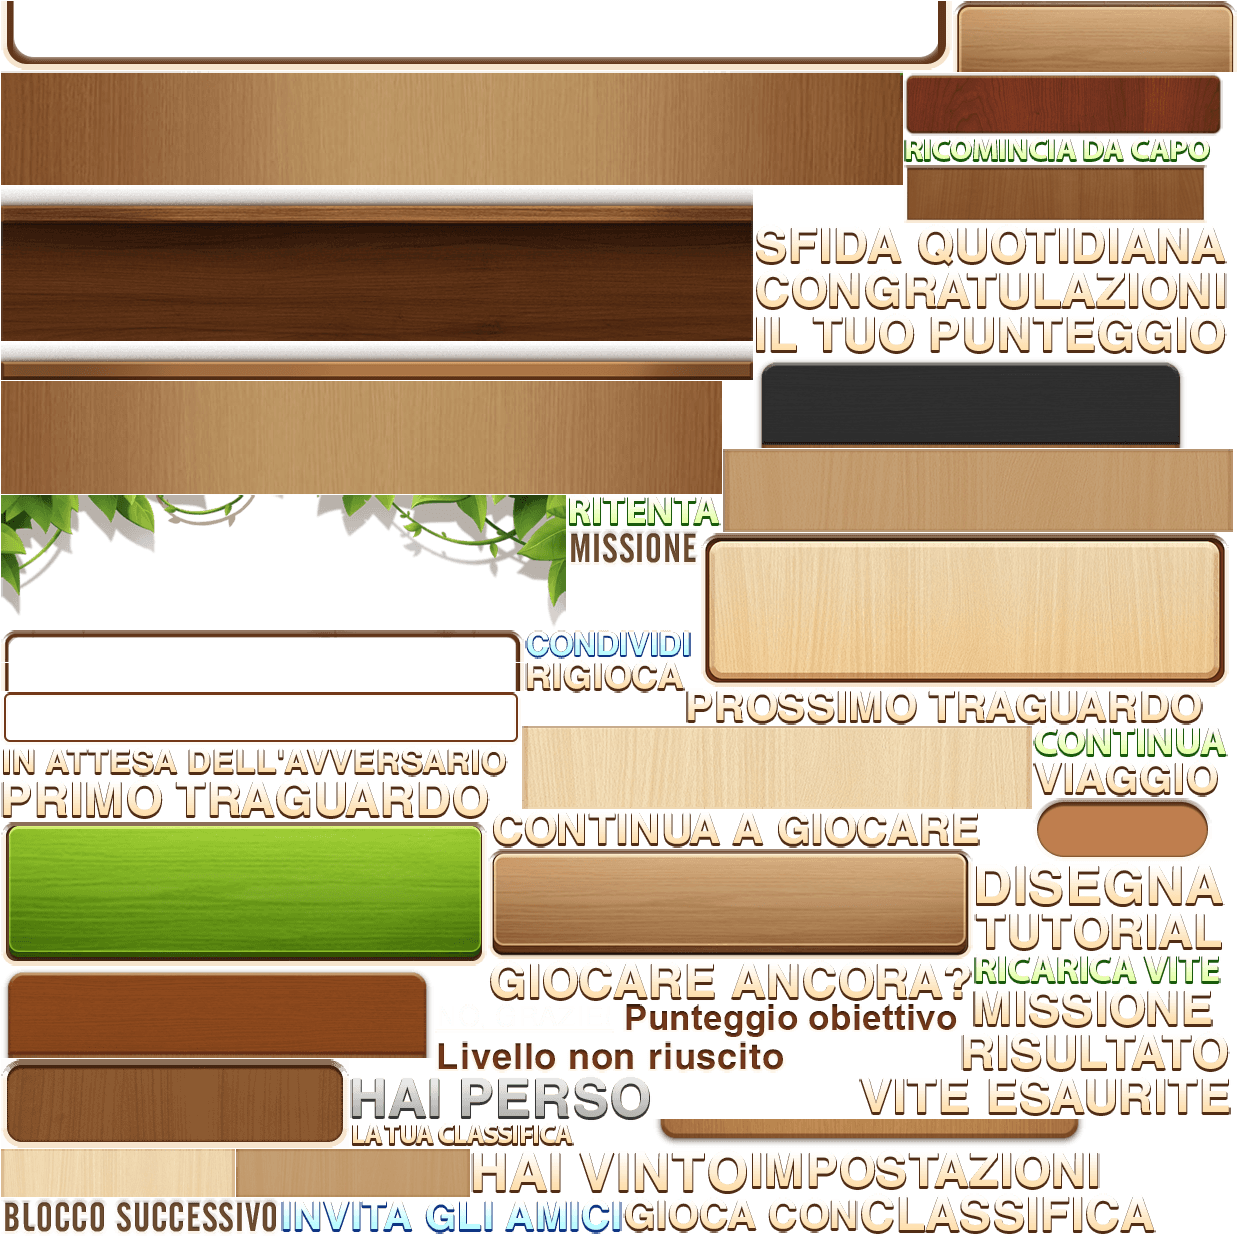 RICOMINCIA DA CAPO
SFIDA QUOTIDIANA
CONGRATULAZIONI
IL TUO PUNTEGGIO
RITENTA
MISSIONE
CONDIVIDI
RIGIOCA
PROSSIMO TRAGUARDO
CONTINUA
IN ATTESA DELL'AVVERSARIO
VIAGGIO
PRIMO TRAGUARDO
CONTINUA A GIOCARE
DISEGNA
TUTORIAL
GIOCARE ANCORA?
RICARICA VITE
Punteggio obiettivo
MISSIONE
Livello non riuscito
RISULTATO
HAI PERSO
VITE ESAURITE
LA TUA CLASSIFICA
HAI VINTO
IMPOSTAZIONI
BLOCCO SUCCESSIVO
INVITA GLI AMICI
GIOCA CON
CLASSIFICA